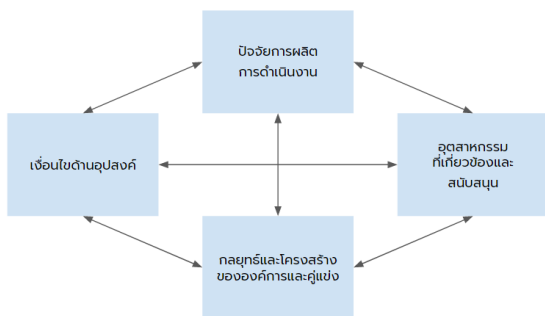 ปัจจัยการผลิต
การดำเนินงาน
เงื่อนไขด้านอุปสงค์
อุตสาหกรรม
ที่เกี่ยวข้องและ
สนับสนุน
กลยุทธ์และโครงสร้าง
ขององค์การและคู่แข่ง